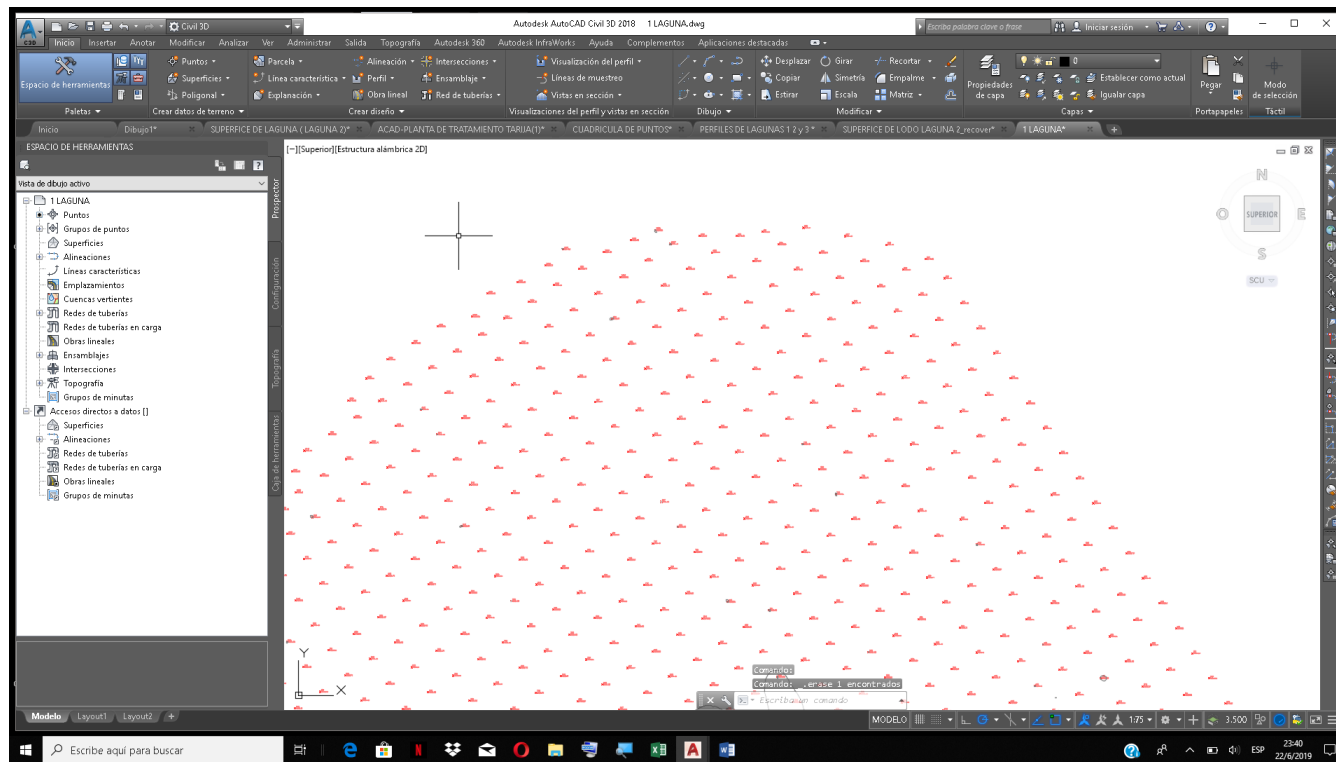 Autodesk AutoCAD Civil 3D 2018 1 LAGUNA.dwg
C3D
Civil 3D
Escriba palabra clave o frase
Iniciar sesión
Inicio Insertar Anotar Modificar Analizar Ver Administrar Salida Topografía Autodesk 360 Autodesk InfraWorks Ayuda Complementos Aplicaciones destacadas
Espacio de herramientas
Puntos
Superficies
Poligonal
Parcela
Línea característica
Explanación
Alineación
Perfil
Obra lineal
Intersecciones
Ensamblaje
Red de tuberías
Visualización del perfil
Líneas de muestreo
Vistas en sección
Desplazar
Copiar
Estirar
Girar
Simetría
Escala
Recortar
Empalme
Matriz
Propiedades de capa
0
Establecer como actual
Igualar capa
Pegar
Modo de selección
Paletas
Crear datos de terreno
Crear diseño
Visualizaciones del perfil y vistas en sección
Dibujo
Modificar
Capas
Portapapeles
Táctil
Inicio
Dibujo1*
SUPERFICE DE LAGUNA ( LAGUNA 2)*
ACAD-PLANTA DE TRATAMIENTO TARIJA(1)*
CUADRICULA DE PUNTOS*
PERFILES DE LAGUNAS 1 2 y 3 *
SUPERFICE DE LODO LAGUNA 2_recover*
1 LAGUNA*
ESPACIO DE HERRAMIENTAS
Vista de dibujo activo
1 LAGUNA
Puntos
Grupos de puntos
Superficies
Alineaciones
Líneas características
Emplazamientos
Cuencas vertientes
Redes de tuberías
Redes de tuberías en carga
Obras lineales
Ensamblajes
Intersecciones
Topografía
Grupos de minutas
Accesos directos a datos []
Superficies
Alineaciones
Redes de tuberías
Redes de tuberías en carga
Obras lineales
Grupos de minutas
Prospector
Configuración
Topografía
Caja de herramientas
[−][Superior][Estructura alámbrica 2D]
N
O
SUPERIOR
E
S
SCU
Y
X
Comando:
Comando: _.erase 1 encontrados
Escriba un comando
Modelo Layout1 Layout2 +
MODELO
1:75
3.500
Escribe aquí para buscar
ESP
23:40
22/6/2019